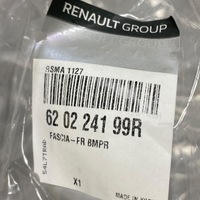 RENAULT GROUP
SSMA 1127
62 02 241 99R
FASCIA-FR BMPR
X1
MADE IN